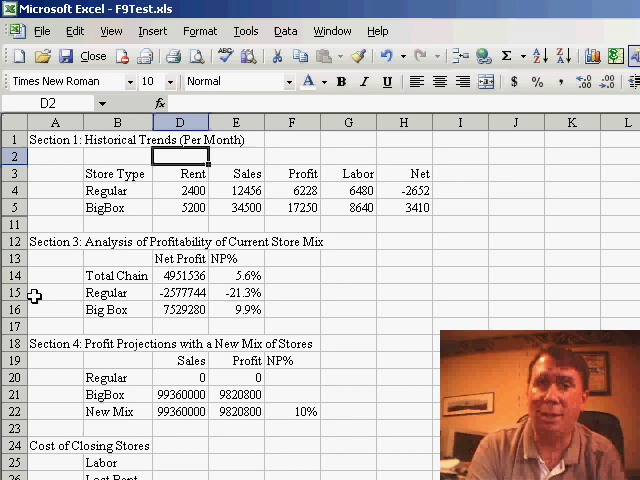 Microsoft Excel - F9Test.xls
File Edit View Insert Format Tools Data Window Help
Close
Times New Roman 10 Normal A B I U $ %
D2 fx
A B C D E F G H I J K L
1 Section 1: Historical Trends (Per Month)
2
3 Store Type Rent Sales Profit Labor Net
4 Regular 2400 12456 6228 6480 -2652
5 BigBox 5200 34500 17250 8640 3410
11
12 Section 3: Analysis of Profitability of Current Store Mix
13 Net Profit NP%
14 Total Chain 4951536 5.6%
15 Regular -2577744 -21.3%
16 Big Box 7529280 9.9%
17
18 Section 4: Profit Projections with a New Mix of Stores
19 Sales Profit NP%
20 Regular 0 0
21 BigBox 99360000 9820800
22 New Mix 99360000 9820800 10%
23
24 Cost of Closing Stores
25 Labor
26 Lost Rent